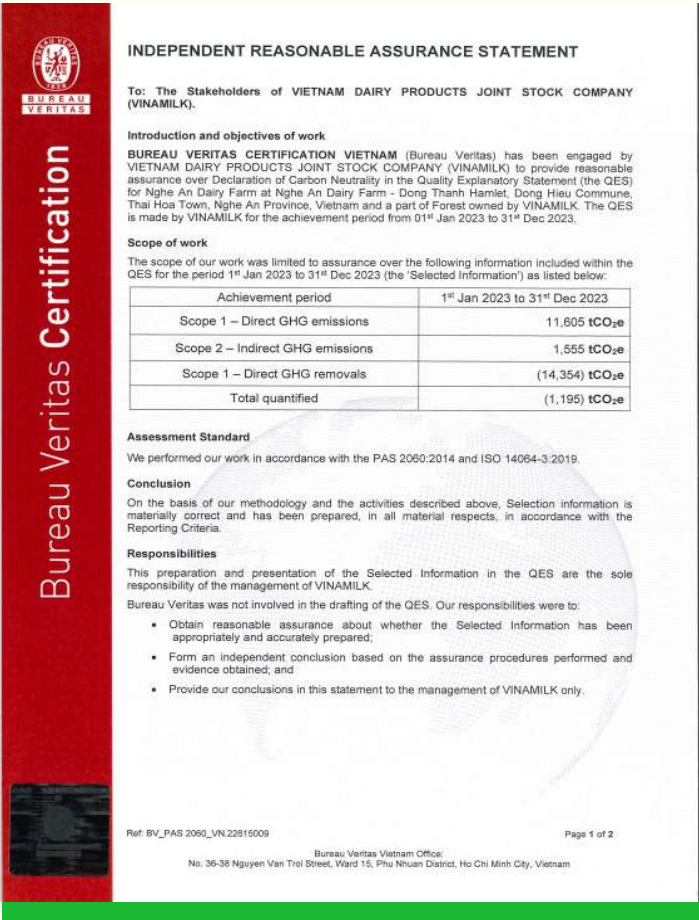 BUREAU VERITAS
1828
BUREAU
VERITAS
Bureau Veritas Certification
INDEPENDENT REASONABLE ASSURANCE STATEMENT
To: The Stakeholders of VIETNAM DAIRY PRODUCTS JOINT STOCK COMPANY
(VINAMILK).
Introduction and objectives of work
BUREAU VERITAS CERTIFICATION VIETNAM (Bureau Veritas) has been engaged by
VIETNAM DAIRY PRODUCTS JOINT STOCK COMPANY (VINAMILK) to provide reasonable
assurance over Declaration of Carbon Neutrality in the Quality Explanatory Statement (the QES)
for Nghe An Dairy Farm at Nghe An Dairy Farm - Dong Thanh Hamlet, Dong Hieu Commune,
Thai Hoa Town, Nghe An Province, Vietnam and a part of Forest owned by VINAMILK. The QES
is made by VINAMILK for the achievement period from 01st Jan 2023 to 31st Dec 2023.
Scope of work
The scope of our work was limited to assurance over the following information included within the
QES for the period 1st Jan 2023 to 31st Dec 2023 (the 'Selected Information') as listed below:
Achievement period 1st Jan 2023 to 31st Dec 2023
Scope 1 – Direct GHG emissions 11,605 tCO₂e
Scope 2 – Indirect GHG emissions 1,555 tCO₂e
Scope 1 – Direct GHG removals (14,354) tCO₂e
Total quantified (1,195) tCO₂e
Assessment Standard
We performed our work in accordance with the PAS 2060:2014 and ISO 14064-3:2019.
Conclusion
On the basis of our methodology and the activities described above, Selection information is
materially correct and has been prepared, in all material respects, in accordance with the
Reporting Criteria.
Responsibilities
This preparation and presentation of the Selected Information in the QES are the sole
responsibility of the management of VINAMILK.
Bureau Veritas was not involved in the drafting of the QES. Our responsibilities were to:
• Obtain reasonable assurance about whether the Selected Information has been
appropriately and accurately prepared;
• Form an independent conclusion based on the assurance procedures performed and
evidence obtained; and
• Provide our conclusions in this statement to the management of VINAMILK only.
Ref: BV_PAS 2060_VN.22615009 Page 1 of 2
Bureau Veritas Vietnam Office:
No. 36-38 Nguyen Van Troi Street, Ward 15, Phu Nhuan District, Ho Chi Minh City, Vietnam